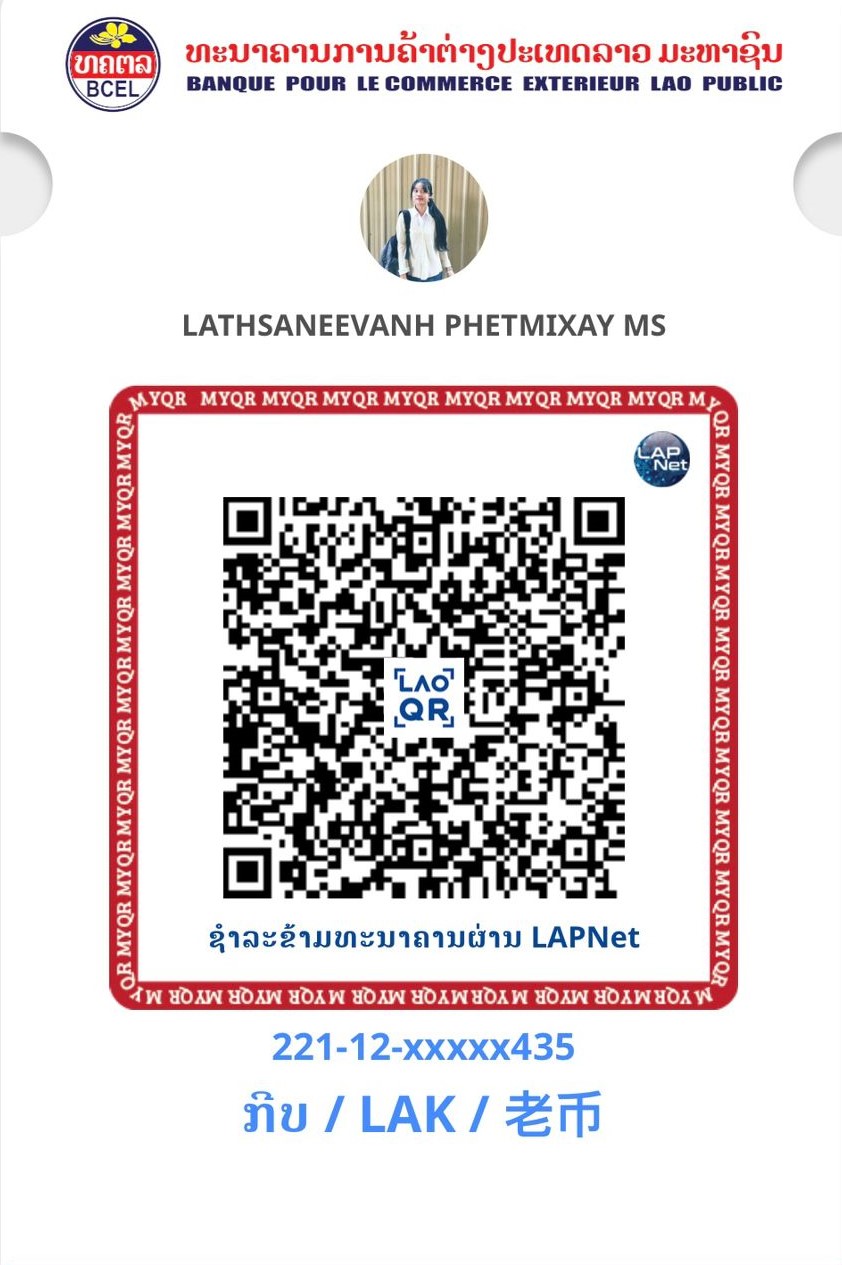 ທຄຕລ
BCEL
ທະນາຄານການຄ້າຕ່າງປະເທດລາວ ມະຫາຊົນ
BANQUE POUR LE COMMERCE EXTERIEUR LAO PUBLIC
LATHSANEEVANH PHETMIXAY MS
MYQR MYQR MYQR MYQR MYQR MYQR MYQR MYQR MYQR MYQR
LAP
Net
LAO
QR
ຊຳລະຂ້າມທະນາຄານຜ່ານ LAPNet
221-12-xxxxx435
ກີບ / LAK / 老币